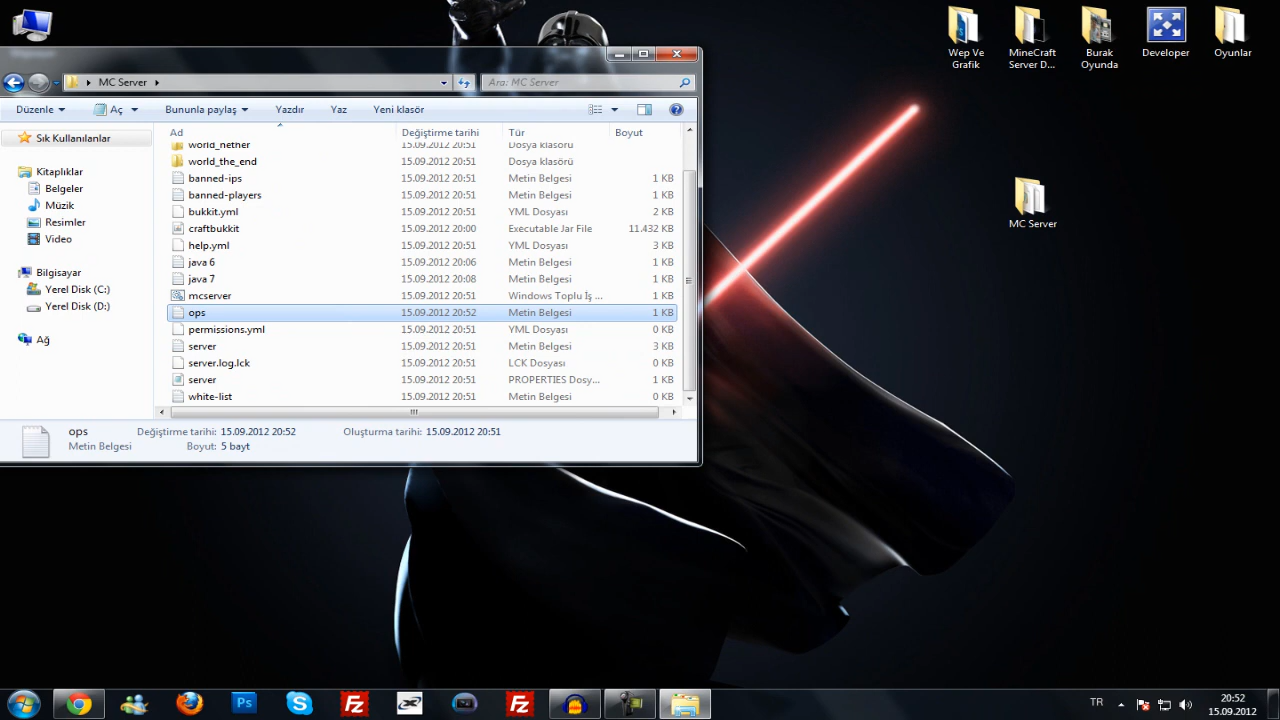 Wep Ve Grafik
MineCraft Server D...
Burak Oyunda
Developer
Oyunlar
MC Server
MC Server
Ara: MC Server
Düzenle Aç Bununla paylaş Yazdır Yaz Yeni klasör
Sık Kullanılanlar
Kitaplıklar
Belgeler
Müzik
Resimler
Video
Bilgisayar
Yerel Disk (C:)
Yerel Disk (D:)
Ağ
Ad Değiştirme tarihi Tür Boyut
world_nether 15.09.2012 20:51 Dosya klasörü
world_the_end 15.09.2012 20:51 Dosya klasörü
banned-ips 15.09.2012 20:51 Metin Belgesi 1 KB
banned-players 15.09.2012 20:51 Metin Belgesi 1 KB
bukkit.yml 15.09.2012 20:51 YML Dosyası 2 KB
craftbukkit 15.09.2012 20:00 Executable Jar File 11.432 KB
help.yml 15.09.2012 20:51 YML Dosyası 3 KB
java 6 15.09.2012 20:06 Metin Belgesi 1 KB
java 7 15.09.2012 20:08 Metin Belgesi 1 KB
mcserver 15.09.2012 20:51 Windows Toplu İş ... 1 KB
ops 15.09.2012 20:52 Metin Belgesi 1 KB
permissions.yml 15.09.2012 20:51 YML Dosyası 0 KB
server 15.09.2012 20:51 Metin Belgesi 3 KB
server.log.lck 15.09.2012 20:51 LCK Dosyası 0 KB
server 15.09.2012 20:51 PROPERTIES Dosy... 1 KB
white-list 15.09.2012 20:51 Metin Belgesi 0 KB
ops Değiştirme tarihi: 15.09.2012 20:52 Oluşturma tarihi: 15.09.2012 20:51
Metin Belgesi Boyut: 5 bayt
Ps
Fz
Fz
TR
20:52
15.09.2012